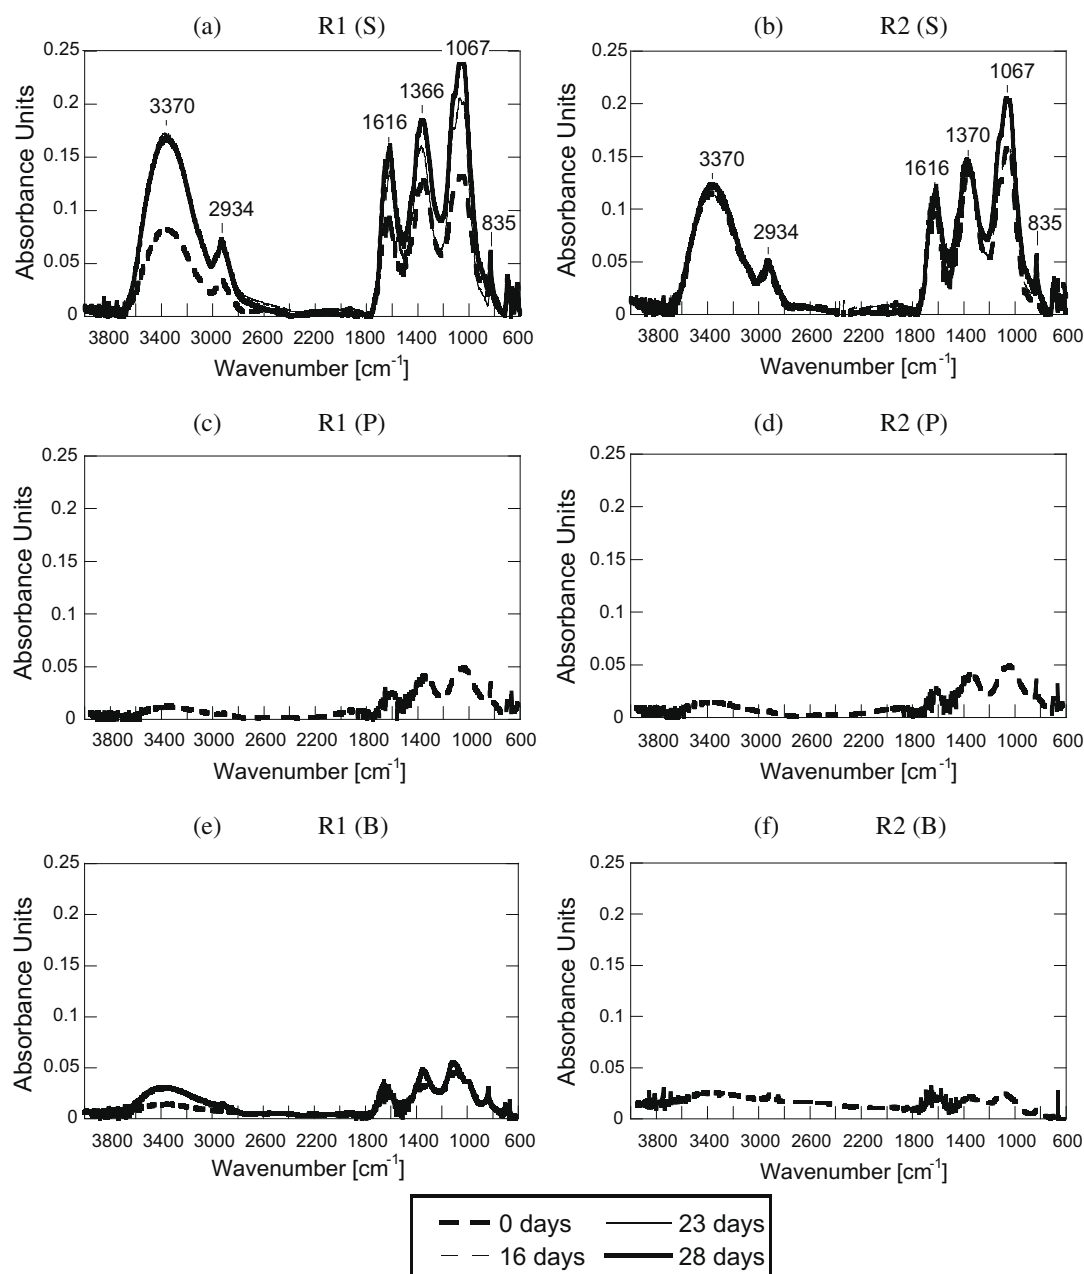 (a) R1 (S)
0.25
0.2
0.15
0.1
0.05
0
Absorbance Units
3370
2934
1616
1366
1067
835
3800 3400 3000 2600 2200 1800 1400 1000 600
Wavenumber [cm-1]
(b) R2 (S)
0.25
0.2
0.15
0.1
0.05
0
Absorbance Units
3370
2934
1616
1370
1067
835
3800 3400 3000 2600 2200 1800 1400 1000 600
Wavenumber [cm-1]
(c) R1 (P)
0.25
0.2
0.15
0.1
0.05
0
Absorbance Units
3800 3400 3000 2600 2200 1800 1400 1000 600
Wavenumber [cm-1]
(d) R2 (P)
0.25
0.2
0.15
0.1
0.05
0
Absorbance Units
3800 3400 3000 2600 2200 1800 1400 1000 600
Wavenumber [cm-1]
(e) R1 (B)
0.25
0.2
0.15
0.1
0.05
0
Absorbance Units
3800 3400 3000 2600 2200 1800 1400 1000 600
Wavenumber [cm-1]
(f) R2 (B)
0.25
0.2
0.15
0.1
0.05
0
Absorbance Units
3800 3400 3000 2600 2200 1800 1400 1000 600
Wavenumber [cm-1]
0 days 23 days
16 days 28 days